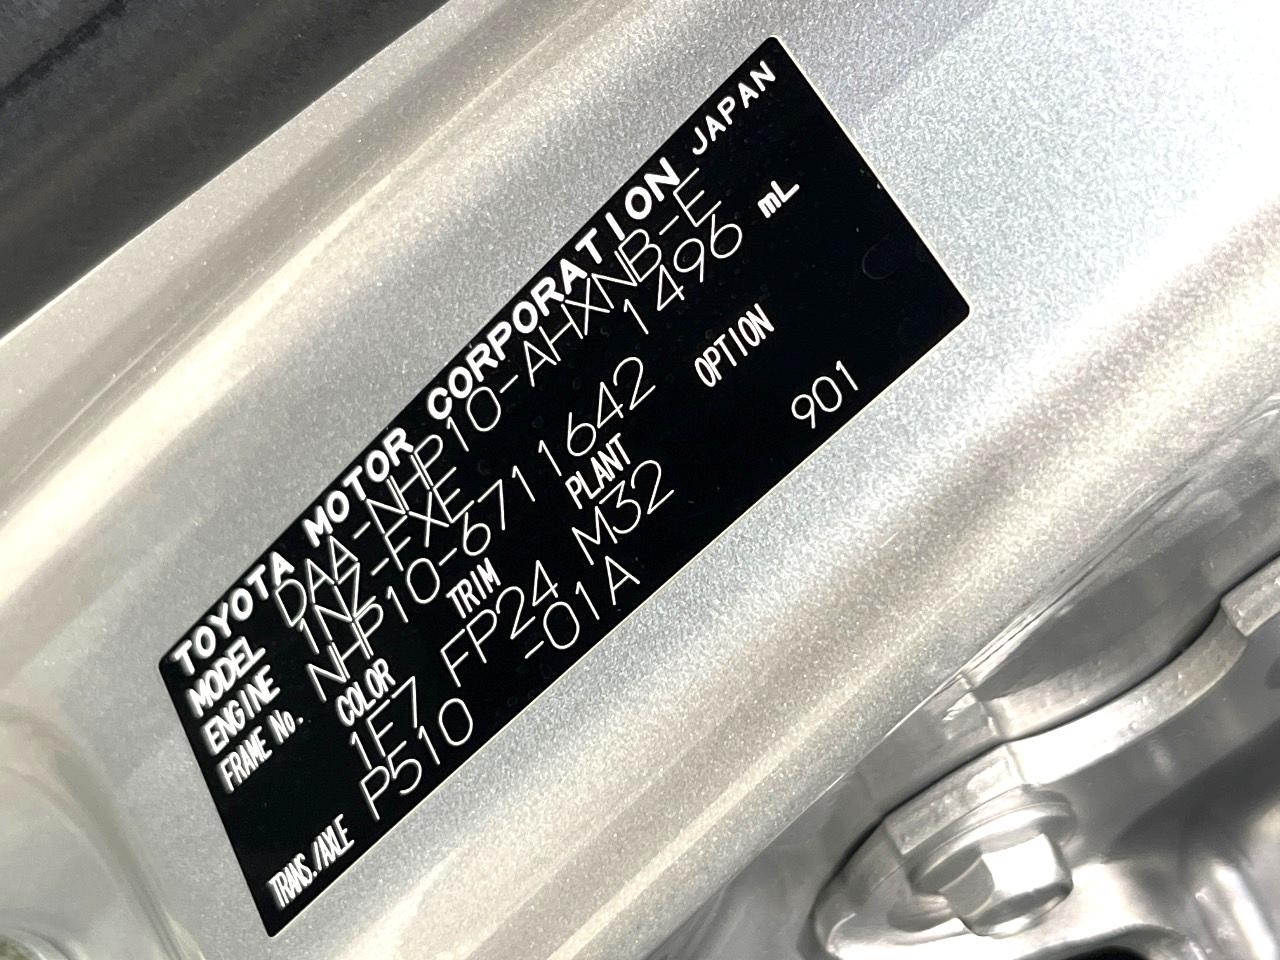 TOYOTA MOTOR CORPORATION JAPAN
MODEL DAA-NHP10-AHXNB-E
ENGINE 1NZ-FXE 1496 mL
FRAME No. NHP10-6711642
COLOR TRIM PLANT OPTION
1F7 FP24 M32 901
TRANS./AXLE P510 -01A